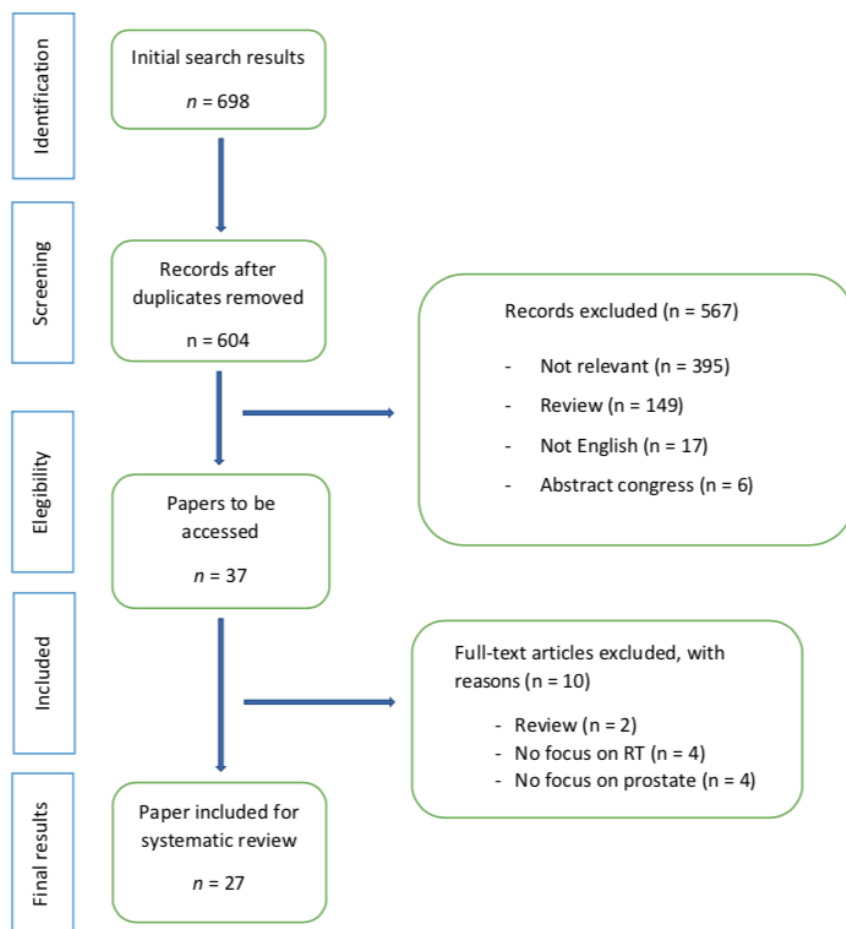 Identification
Initial search results
n = 698
Screening
Records after
duplicates removed
n = 604
Records excluded (n = 567)
- Not relevant (n = 395)
- Review (n = 149)
- Not English (n = 17)
- Abstract congress (n = 6)
Elegibility
Papers to be
accessed
n = 37
Included
Full-text articles excluded, with
reasons (n = 10)
- Review (n = 2)
- No focus on RT (n = 4)
- No focus on prostate (n = 4)
Final results
Paper included for
systematic review
n = 27